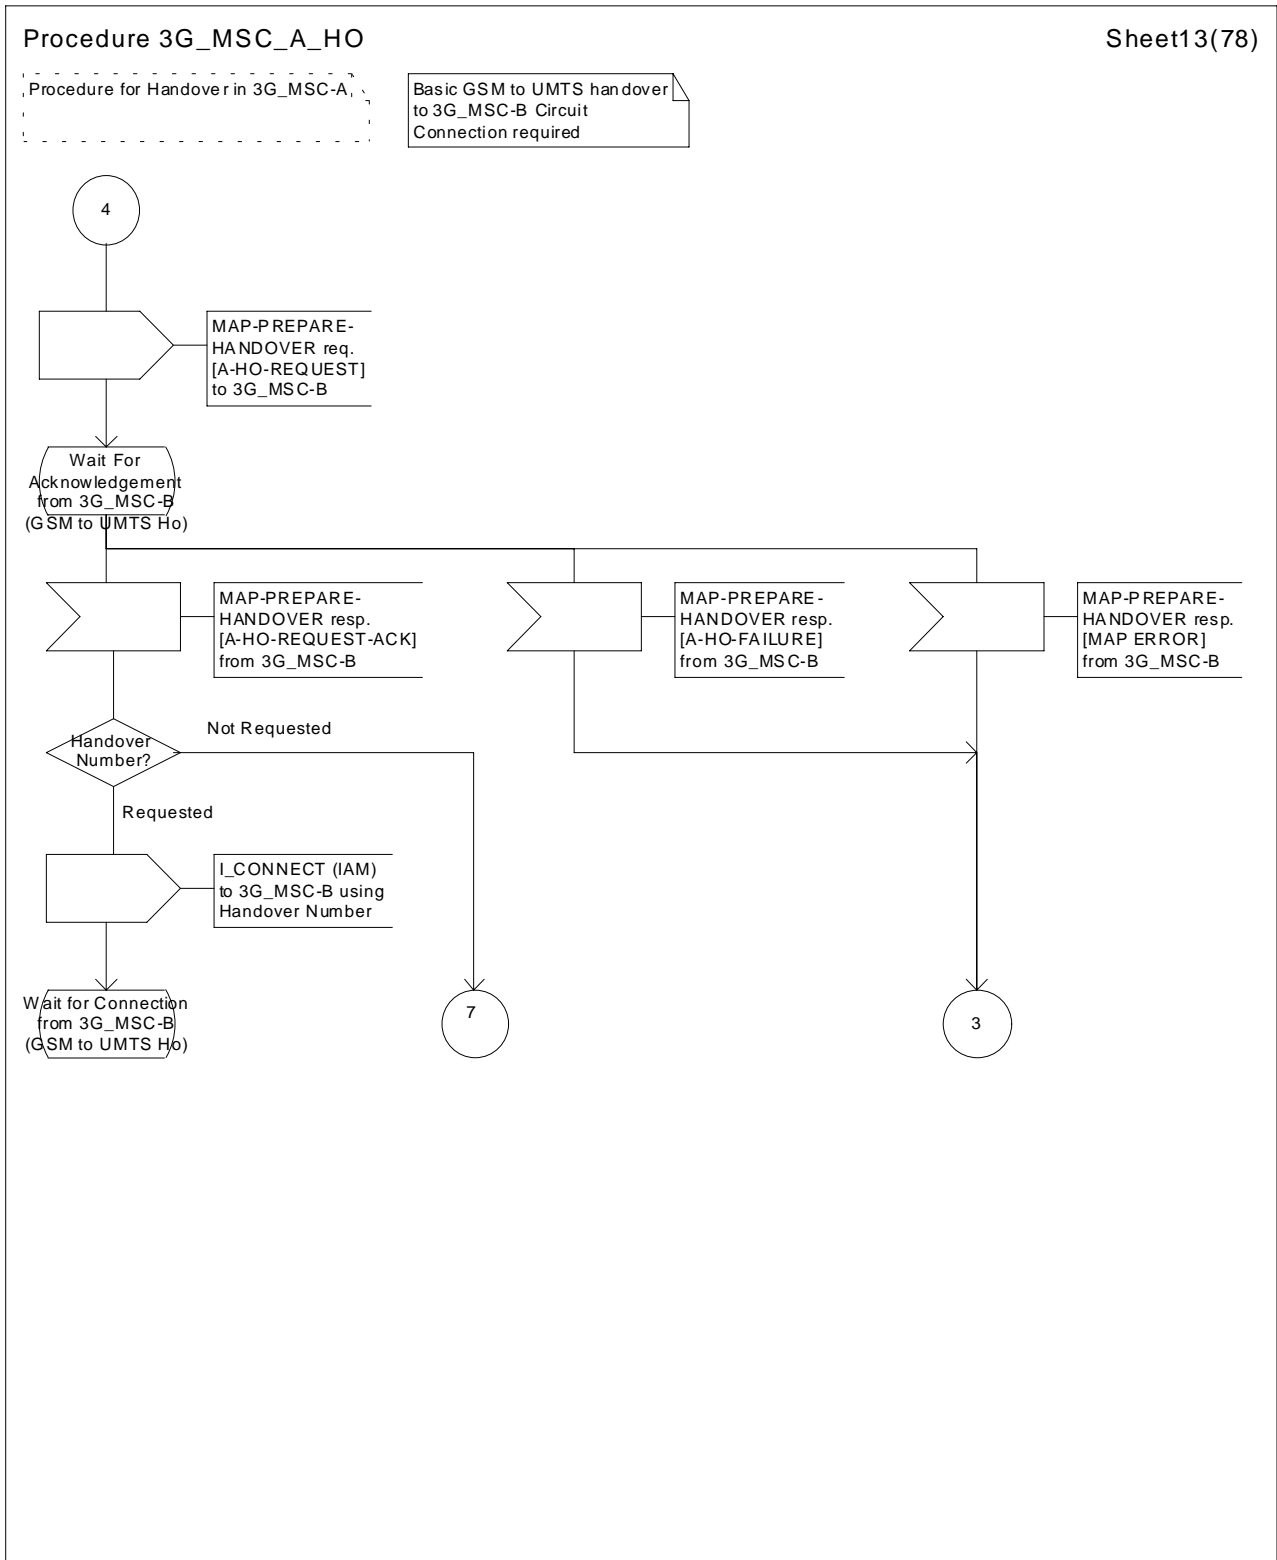 Procedure 3G_MSC_A_HO
Sheet13(78)
Procedure for Handover in 3G_MSC-A
Basic GSM to UMTS handover
to 3G_MSC-B Circuit
Connection required
4
MAP-PREPARE-
HANDOVER req.
[A-HO-REQUEST]
to 3G_MSC-B
Wait For
Acknowledgement
from 3G_MSC-B
(GSM to UMTS Ho)
MAP-PREPARE-
HANDOVER resp.
[A-HO-REQUEST-ACK]
from 3G_MSC-B
MAP-PREPARE-
HANDOVER resp.
[A-HO-FAILURE]
from 3G_MSC-B
MAP-PREPARE-
HANDOVER resp.
[MAP ERROR]
from 3G_MSC-B
Handover
Number?
Not Requested
Requested
I_CONNECT (IAM)
to 3G_MSC-B using
Handover Number
Wait for Connection
from 3G_MSC-B
(GSM to UMTS Ho)
7
3